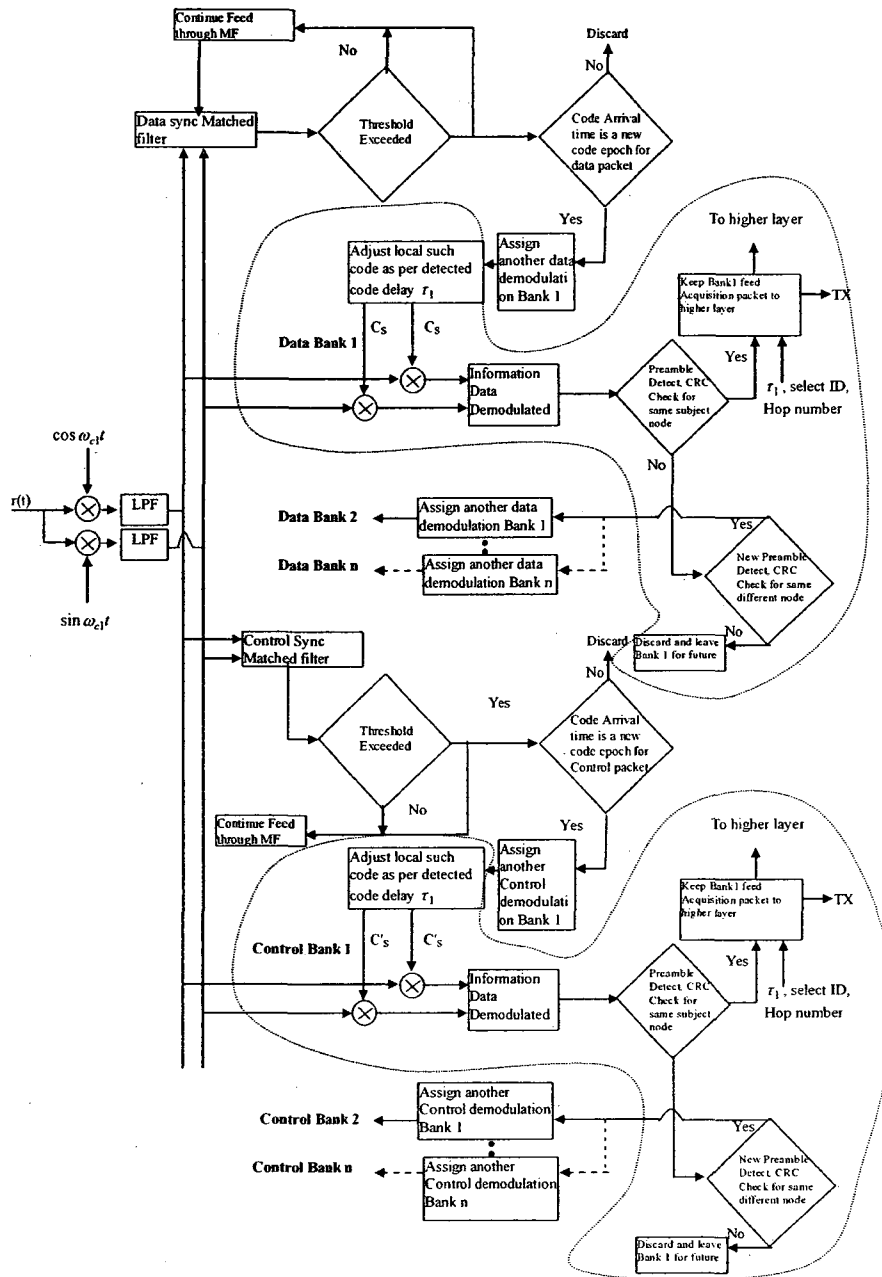 Continue Feed
through MF
No
Discard
No
Data sync Matched
filter
Threshold
Exceeded
Code Arrival
time is a new
code epoch for
data packet
Yes
To higher layer
Adjust local such
code as per detected
code delay τ1
Assign
another data
demodulati
on Bank 1
Keep Bank1 feed
Acquisition packet to
higher layer
TX
CS
CS
Data Bank 1
Yes
Information
Data
Demodulated
Preamble
Detect, CRC
Check for
same subject
node
τ1, select ID,
Hop number
No
cos ωc1t
r(t)
LPF
LPF
sin ωc1t
Data Bank 2
Assign another data
demodulation Bank 1
Yes
Data Bank n
Assign another data
demodulation Bank n
New Preamble
Detect, CRC
Check for same
different node
No
Discard and leave
Bank 1 for future
Control Sync
Matched filter
Discard
No
Yes
Threshold
Exceeded
Code Arrival
time is a new
code epoch for
Control packet
No
Continue Feed
through MF
Yes
To higher layer
Adjust local such
code as per detected
code delay τ1
Assign
another
Control
demodulati
on Bank 1
Keep Bank1 feed
Acquisition packet to
higher layer
TX
C'S
C'S
Control Bank 1
Yes
Information
Data
Demodulated
Preamble
Detect, CRC
Check for
same subject
node
τ1, select ID,
Hop number
No
Control Bank 2
Assign another
Control demodulation
Bank 1
Yes
Control Bank n
Assign another
Control demodulation
Bank n
New Preamble
Detect, CRC
Check for same
different node
No
Discard and leave
Bank 1 for future